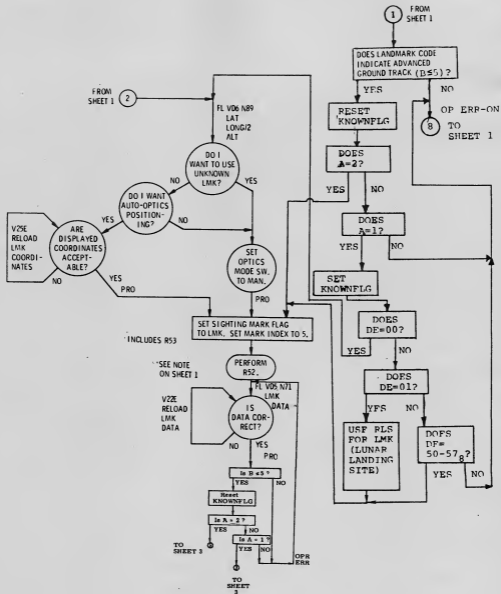 1
FROM
SHEET 1
DOES LANDMARK CODE
INDICATE ADVANCED
GROUND TRACK (B≤5)?
YES
NO
OP ERR-ON
8
TO
SHEET 1
RESET
KNOWNFLG
DOES
A=2?
YES
NO
DOES
A=1?
YES
NO
SET
KNOWNFLG
DOES
DE=00?
YES
NO
DOES
DE=01?
YES
NO
USE RLS
FOR LMK
(LUNAR
LANDING
SITE)
DOES
DE=
50-57₈?
YES
NO
FROM
SHEET 1
2
FL VD6 N89
LAT
LONG/2
ALT
DO I
WANT TO USE
UNKNOWN
LMK?
NO
YES
DO I WANT
AUTO-OPTICS
POSITION-
ING?
YES
NO
V25E
RELOAD
LMK
COORDI-
NATES
ARE
DISPLAYED
COORDINATES
ACCEPT-
ABLE?
NO
YES
PRO
SET
OPTICS
MODE SW.
TO MAN.
PRO
SET SIGHTING MARK FLAG
TO LMK. SET MARK INDEX TO 5.
INCLUDES R53
PERFORM
R52.
SEE NOTE
ON SHEET 1
FL VD5 N71
LMK
DATA
V22E
RELOAD
LMK
DATA
IS
DATA COR-
RECT?
NO
YES
PRO
Is B≤5?
YES
NO
Reset
KNOWNFLG
Is A = 2?
YES
NO
TO
SHEET 3
Is A = 1?
YES
NO
OPR
ERR
TO
SHEET
3